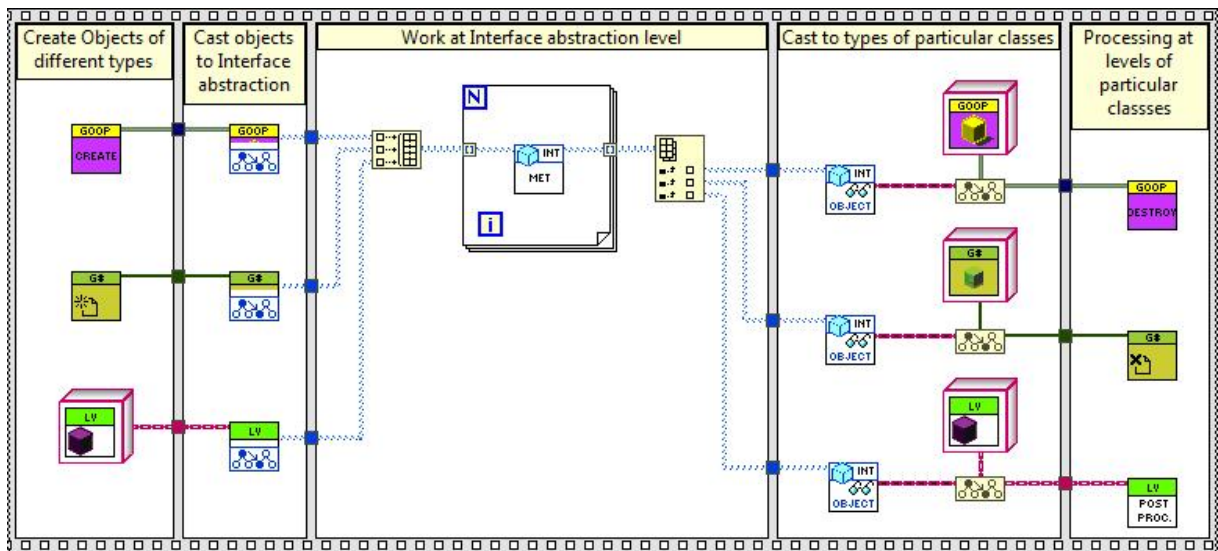 Create Objects of
different types
Cast objects
to Interface
abstraction
Work at Interface abstraction level
Cast to types of particular classes
Processing at
levels of
particular
classses
GOOP
CREATE
GOOP
N
INT
MET
i
INT
OBJECT
GOOP
GOOP
DESTROY
G#
G#
INT
OBJECT
G#
G#
LV
LV
INT
OBJECT
LV
LV
POST
PROC.